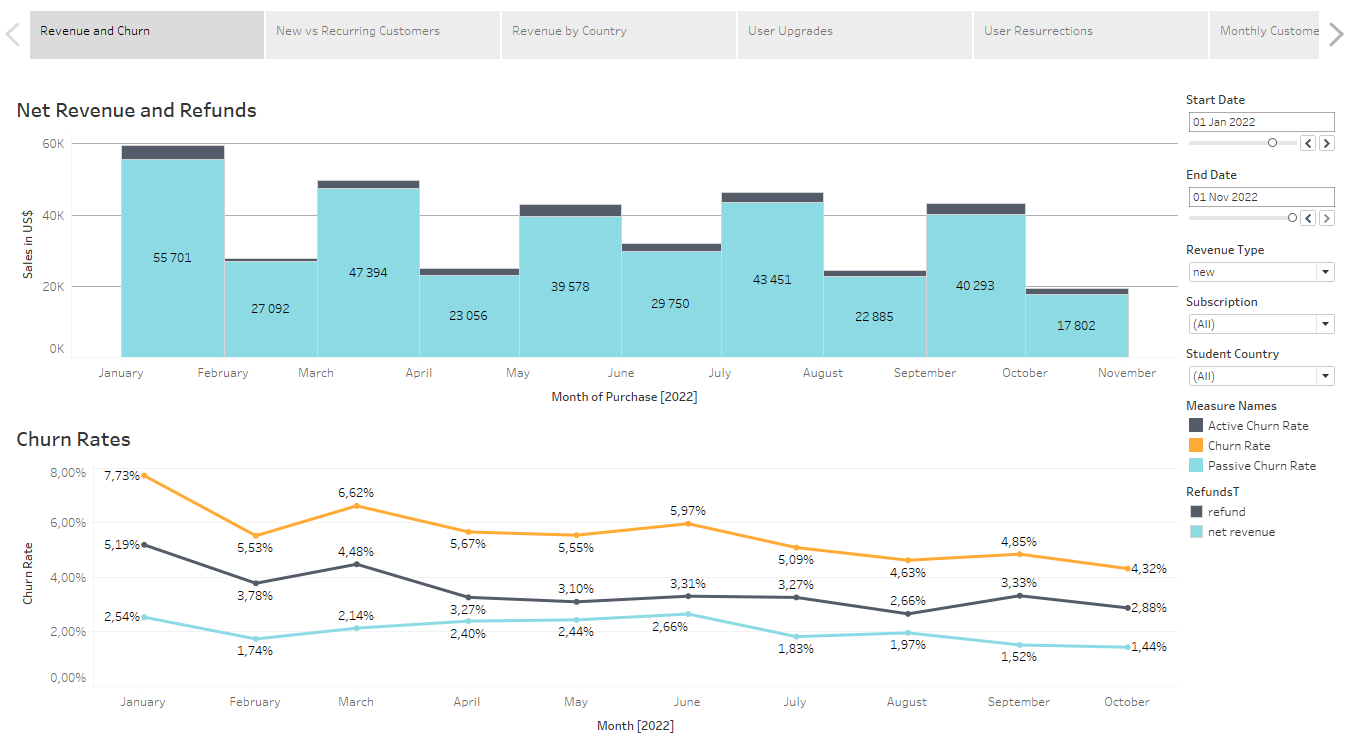 Revenue and Churn
New vs Recurring Customers
Revenue by Country
User Upgrades
User Resurrections
Monthly Custome
Net Revenue and Refunds
60K
40K
20K
0K
Sales in US$
55 701
27 092
47 394
23 056
39 578
29 750
43 451
22 885
40 293
17 802
January
February
March
April
May
June
July
August
September
October
November
Month of Purchase [2022]
Churn Rates
8,00%
6,00%
4,00%
2,00%
0,00%
Churn Rate
7,73%
5,53%
6,62%
5,67%
5,55%
5,97%
5,09%
4,63%
4,85%
4,32%
5,19%
3,78%
4,48%
3,27%
3,10%
3,31%
3,27%
2,66%
3,33%
2,88%
2,54%
1,74%
2,14%
2,40%
2,44%
2,66%
1,83%
1,97%
1,52%
1,44%
January
February
March
April
May
June
July
August
September
October
Month [2022]
Start Date
01 Jan 2022
End Date
01 Nov 2022
Revenue Type
new
Subscription
(All)
Student Country
(All)
Measure Names
Active Churn Rate
Churn Rate
Passive Churn Rate
RefundsT
refund
net revenue